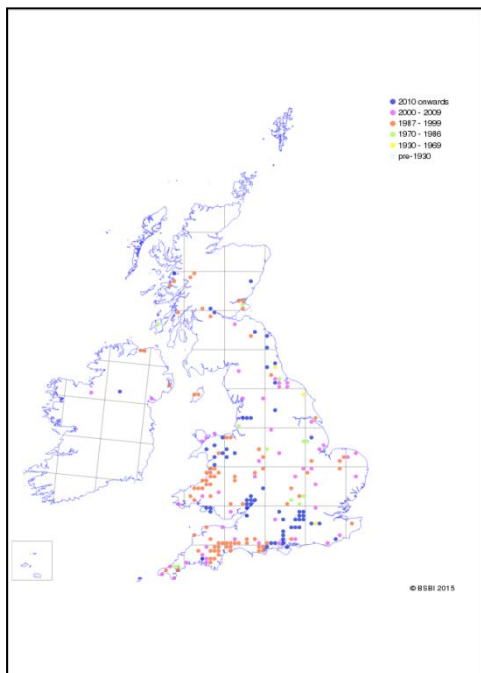 2010 onwards
2000 - 2009
1987 - 1999
1970 - 1986
1930 - 1969
pre-1930
© BSBI 2015